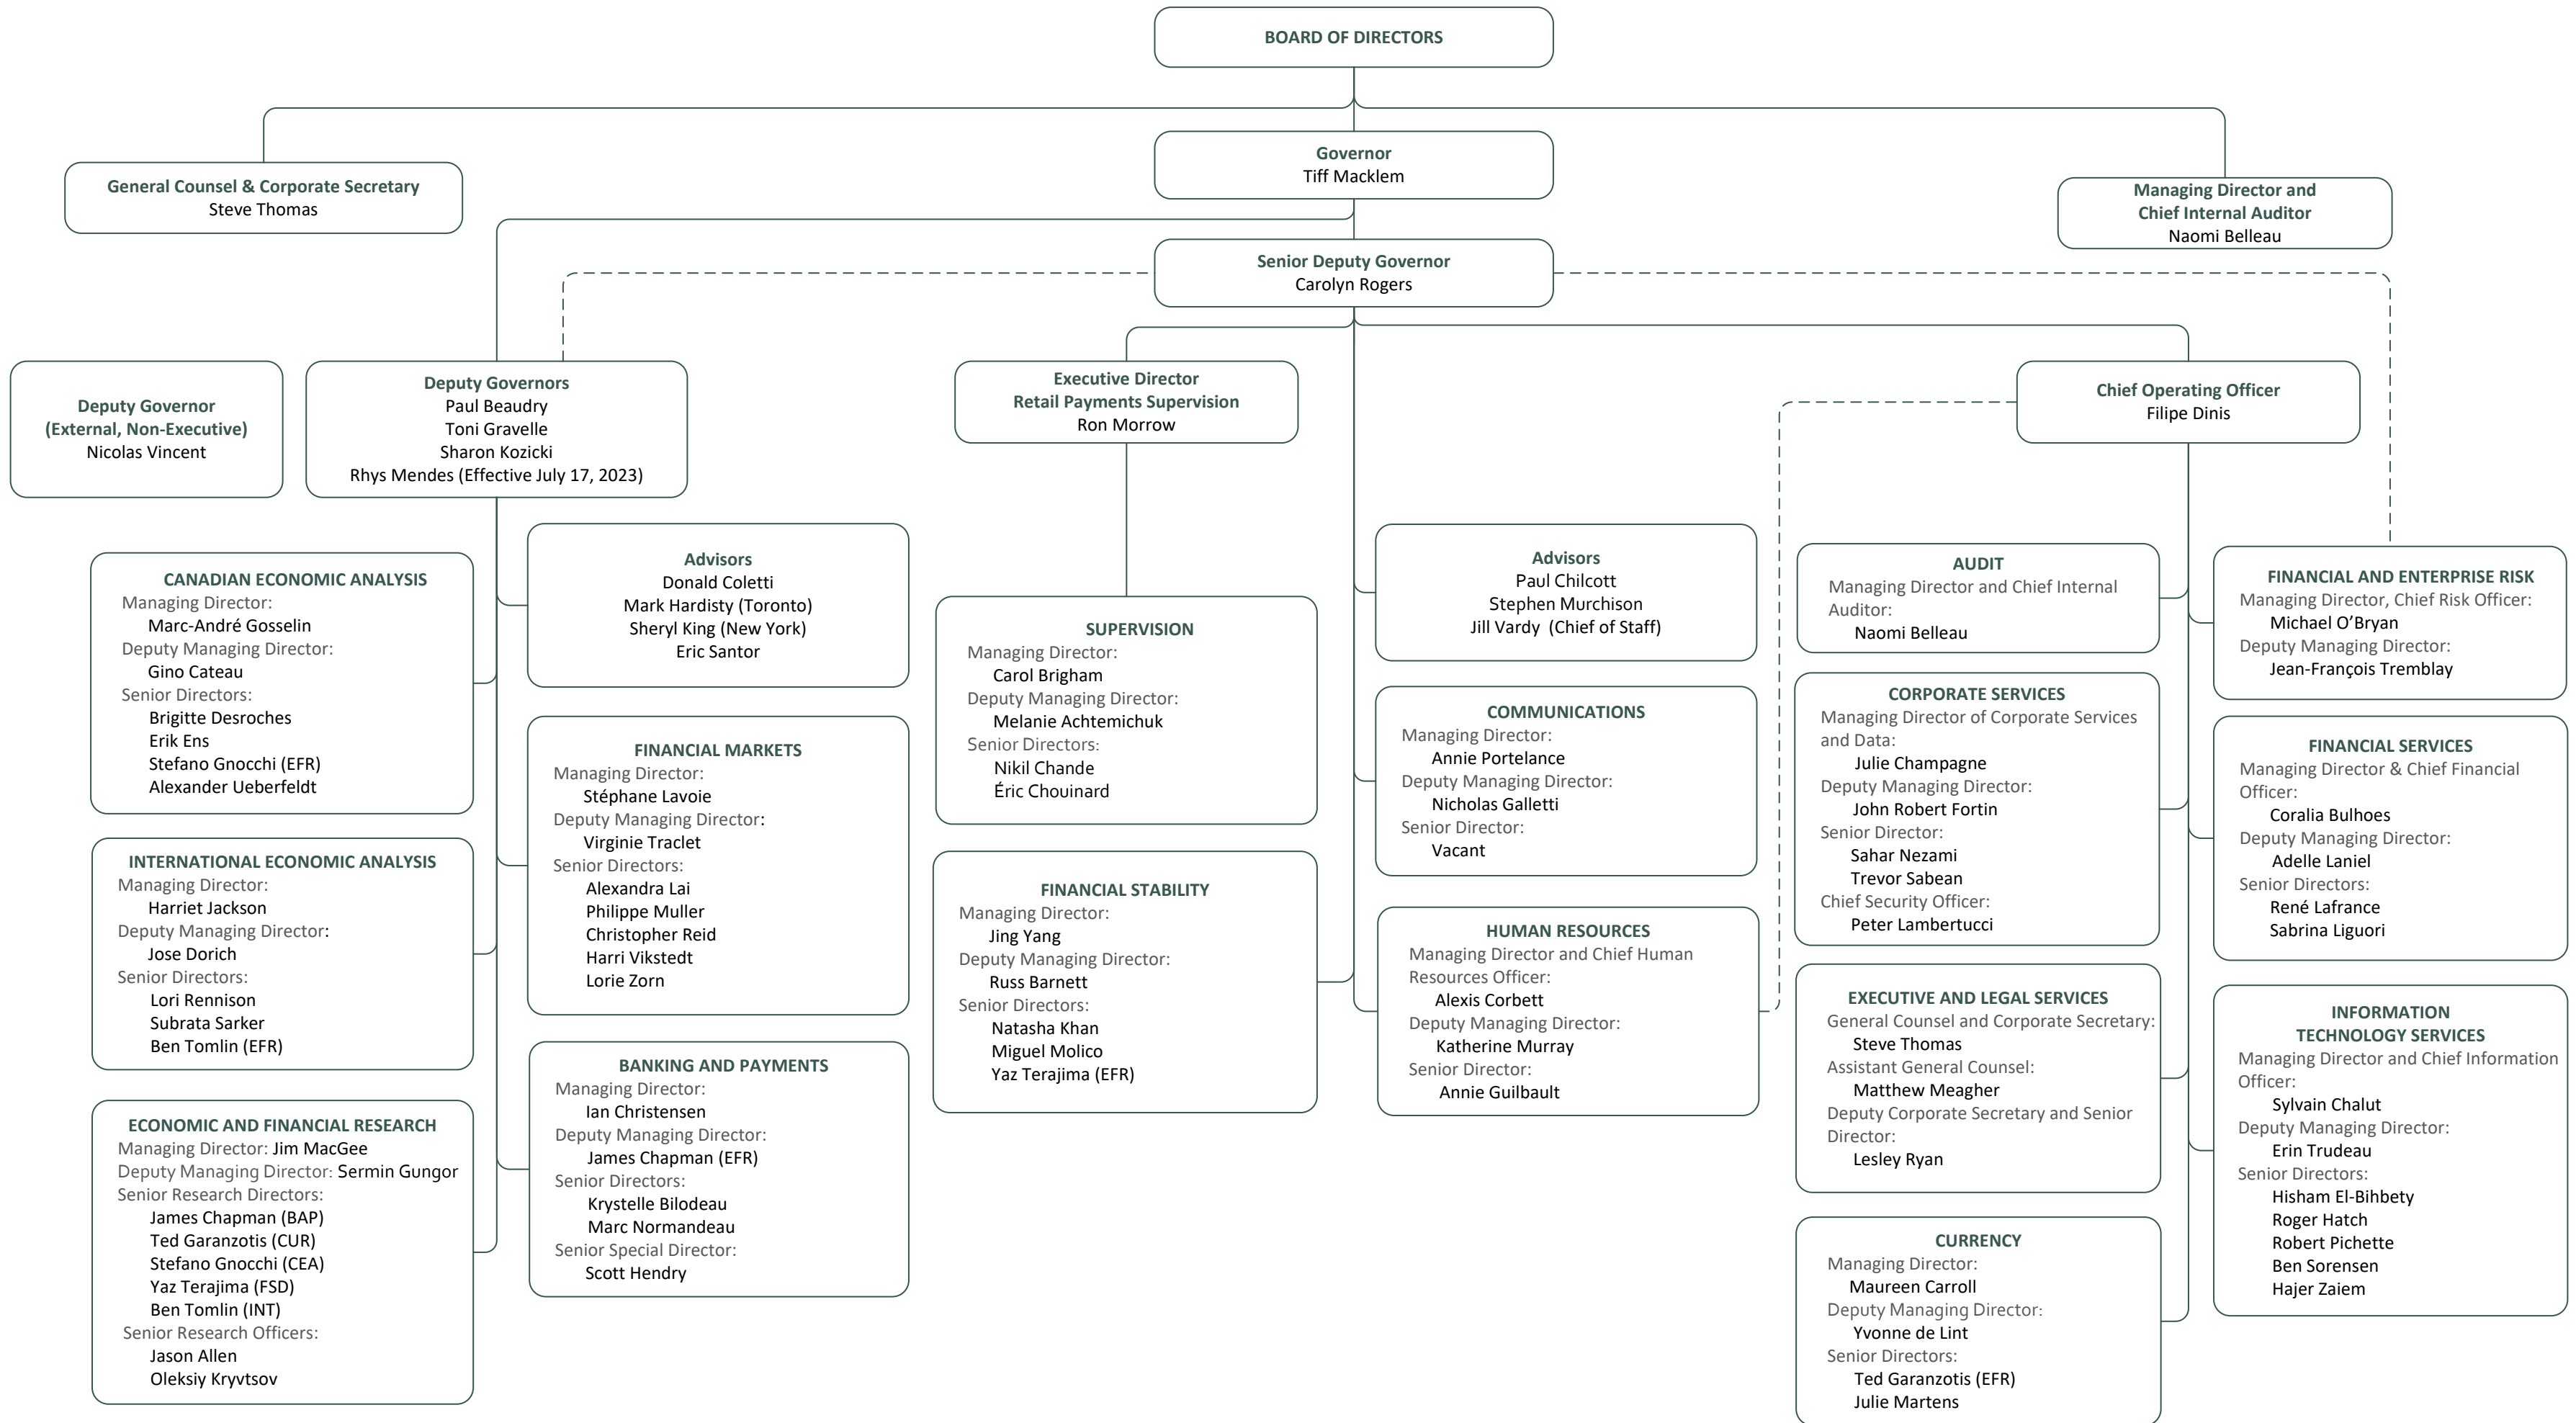 BOARD OF DIRECTORS
General Counsel & Corporate Secretary
Steve Thomas
Governor
Tiff Macklem
Managing Director and
Chief Internal Auditor
Naomi Belleau
Senior Deputy Governor
Carolyn Rogers
Deputy Governor
(External, Non-Executive)
Nicolas Vincent
Deputy Governors
Paul Beaudry
Toni Gravelle
Sharon Kozicki
Rhys Mendes (Effective July 17, 2023)
Executive Director
Retail Payments Supervision
Ron Morrow
Chief Operating Officer
Filipe Dinis
CANADIAN ECONOMIC ANALYSIS
Managing Director:
Marc-André Gosselin
Deputy Managing Director:
Gino Cateau
Senior Directors:
Brigitte Desroches
Erik Ens
Stefano Gnocchi (EFR)
Alexander Ueberfeldt
INTERNATIONAL ECONOMIC ANALYSIS
Managing Director:
Harriet Jackson
Deputy Managing Director:
Jose Dorich
Senior Directors:
Lori Rennison
Subrata Sarker
Ben Tomlin (EFR)
ECONOMIC AND FINANCIAL RESEARCH
Managing Director: Jim MacGee
Deputy Managing Director: Sermin Gungor
Senior Research Directors:
James Chapman (BAP)
Ted Garanzotis (CUR)
Stefano Gnocchi (CEA)
Yaz Terajima (FSD)
Ben Tomlin (INT)
Senior Research Officers:
Jason Allen
Oleksiy Kryvtsov
Advisors
Donald Coletti
Mark Hardisty (Toronto)
Sheryl King (New York)
Eric Santor
FINANCIAL MARKETS
Managing Director:
Stéphane Lavoie
Deputy Managing Director:
Virginie Traclet
Senior Directors:
Alexandra Lai
Philippe Muller
Christopher Reid
Harri Vikstedt
Lorie Zorn
BANKING AND PAYMENTS
Managing Director:
Ian Christensen
Deputy Managing Director:
James Chapman (EFR)
Senior Directors:
Krystelle Bilodeau
Marc Normandeau
Senior Special Director:
Scott Hendry
SUPERVISION
Managing Director:
Carol Brigham
Deputy Managing Director:
Melanie Achtemichuk
Senior Directors:
Nikil Chande
Éric Chouinard
FINANCIAL STABILITY
Managing Director:
Jing Yang
Deputy Managing Director:
Russ Barnett
Senior Directors:
Natasha Khan
Miguel Molico
Yaz Terajima (EFR)
Advisors
Paul Chilcott
Stephen Murchison
Jill Vardy (Chief of Staff)
COMMUNICATIONS
Managing Director:
Annie Portelance
Deputy Managing Director:
Nicholas Galletti
Senior Director:
Vacant
HUMAN RESOURCES
Managing Director and Chief Human
Resources Officer:
Alexis Corbett
Deputy Managing Director:
Katherine Murray
Senior Director:
Annie Guilbault
AUDIT
Managing Director and Chief Internal
Auditor:
Naomi Belleau
CORPORATE SERVICES
Managing Director of Corporate Services
and Data:
Julie Champagne
Deputy Managing Director:
John Robert Fortin
Senior Director:
Sahar Nezami
Trevor Sabean
Chief Security Officer:
Peter Lambertucci
EXECUTIVE AND LEGAL SERVICES
General Counsel and Corporate Secretary:
Steve Thomas
Assistant General Counsel:
Matthew Meagher
Deputy Corporate Secretary and Senior
Director:
Lesley Ryan
CURRENCY
Managing Director:
Maureen Carroll
Deputy Managing Director:
Yvonne de Lint
Senior Directors:
Ted Garanzotis (EFR)
Julie Martens
FINANCIAL AND ENTERPRISE RISK
Managing Director, Chief Risk Officer:
Michael O’Bryan
Deputy Managing Director:
Jean-François Tremblay
FINANCIAL SERVICES
Managing Director & Chief Financial
Officer:
Coralia Bulhoes
Deputy Managing Director:
Adelle Laniel
Senior Directors:
René Lafrance
Sabrina Liguori
INFORMATION
TECHNOLOGY SERVICES
Managing Director and Chief Information
Officer:
Sylvain Chalut
Deputy Managing Director:
Erin Trudeau
Senior Directors:
Hisham El-Bihbety
Roger Hatch
Robert Pichette
Ben Sorensen
Hajer Zaiem